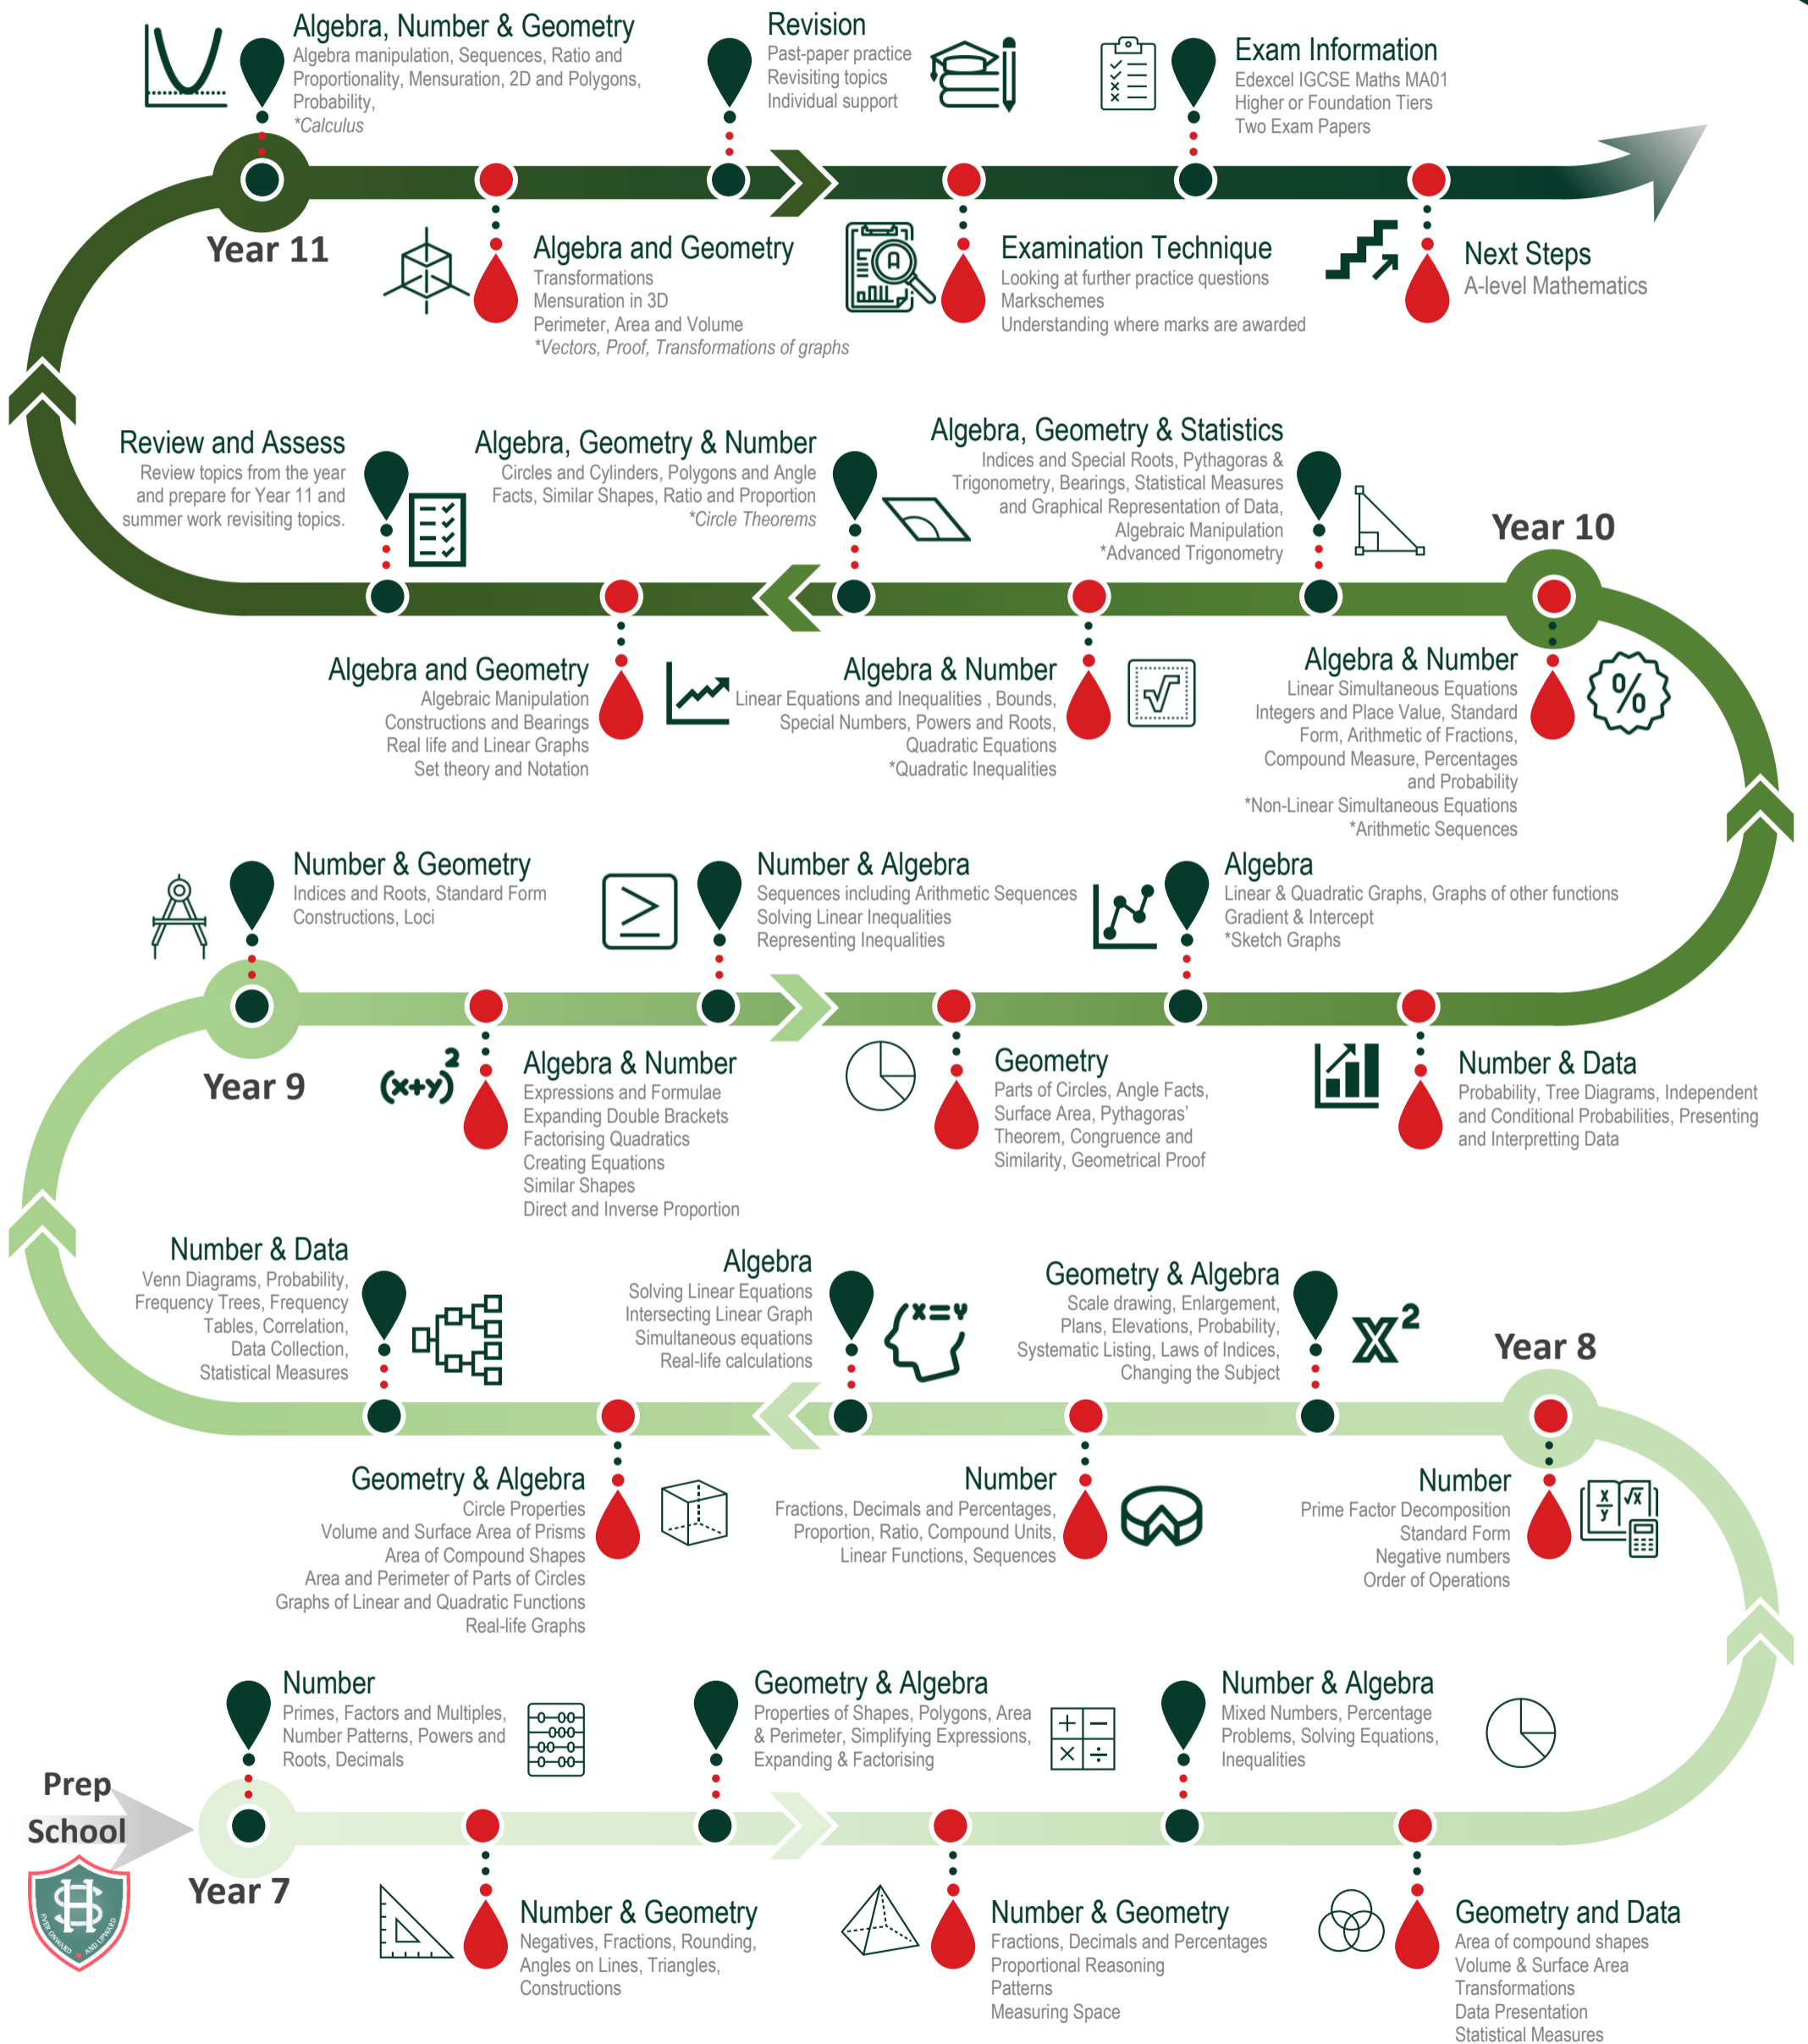 Algebra, Number & Geometry
Algebra manipulation, Sequences, Ratio and
Proportionality, Mensuration, 2D and Polygons,
Probability,
*Calculus
Revision
Past-paper practice
Revisiting topics
Individual support
Exam Information
Edexcel IGCSE Maths MA01
Higher or Foundation Tiers
Two Exam Papers
Year 11
Algebra and Geometry
Transformations
Mensuration in 3D
Perimeter, Area and Volume
*Vectors, Proof, Transformations of graphs
A
Examination Technique
Looking at further practice questions
Markschemes
Understanding where marks are awarded
Next Steps
A-level Mathematics
Review and Assess
Review topics from the year
and prepare for Year 11 and
summer work revisiting topics.
Algebra, Geometry & Number
Circles and Cylinders, Polygons and Angle
Facts, Similar Shapes, Ratio and Proportion
*Circle Theorems
Algebra, Geometry & Statistics
Indices and Special Roots, Pythagoras &
Trigonometry, Bearings, Statistical Measures
and Graphical Representation of Data,
Algebraic Manipulation
*Advanced Trigonometry
Year 10
Algebra and Geometry
Algebraic Manipulation
Constructions and Bearings
Real life and Linear Graphs
Set theory and Notation
Algebra & Number
Linear Equations and Inequalities , Bounds,
Special Numbers, Powers and Roots,
Quadratic Equations
*Quadratic Inequalities
√
Algebra & Number
Linear Simultaneous Equations
Integers and Place Value, Standard
Form, Arithmetic of Fractions,
Compound Measure, Percentages
and Probability
*Non-Linear Simultaneous Equations
*Arithmetic Sequences
%
Number & Geometry
Indices and Roots, Standard Form
Constructions, Loci
≥
Number & Algebra
Sequences including Arithmetic Sequences
Solving Linear Inequalities
Representing Inequalities
Algebra
Linear & Quadratic Graphs, Graphs of other functions
Gradient & Intercept
*Sketch Graphs
Year 9
(x+y)²
Algebra & Number
Expressions and Formulae
Expanding Double Brackets
Factorising Quadratics
Creating Equations
Similar Shapes
Direct and Inverse Proportion
Geometry
Parts of Circles, Angle Facts,
Surface Area, Pythagoras’
Theorem, Congruence and
Similarity, Geometrical Proof
Number & Data
Probability, Tree Diagrams, Independent
and Conditional Probabilities, Presenting
and Interpretting Data
Number & Data
Venn Diagrams, Probability,
Frequency Trees, Frequency
Tables, Correlation,
Data Collection,
Statistical Measures
Algebra
Solving Linear Equations
Intersecting Linear Graph
Simultaneous equations
Real-life calculations
x=y
Geometry & Algebra
Scale drawing, Enlargement,
Plans, Elevations, Probability,
Systematic Listing, Laws of Indices,
Changing the Subject
X²
Year 8
Geometry & Algebra
Circle Properties
Volume and Surface Area of Prisms
Area of Compound Shapes
Area and Perimeter of Parts of Circles
Graphs of Linear and Quadratic Functions
Real-life Graphs
Number
Fractions, Decimals and Percentages,
Proportion, Ratio, Compound Units,
Linear Functions, Sequences
Number
Prime Factor Decomposition
Standard Form
Negative numbers
Order of Operations
x
y
√x
Number
Primes, Factors and Multiples,
Number Patterns, Powers and
Roots, Decimals
Geometry & Algebra
Properties of Shapes, Polygons, Area
& Perimeter, Simplifying Expressions,
Expanding & Factorising
+ −
× ÷
Number & Algebra
Mixed Numbers, Percentage
Problems, Solving Equations,
Inequalities
Prep
School
HS
EVER ONWARD AND UPWARD
Year 7
Number & Geometry
Negatives, Fractions, Rounding,
Angles on Lines, Triangles,
Constructions
Number & Geometry
Fractions, Decimals and Percentages
Proportional Reasoning
Patterns
Measuring Space
Geometry and Data
Area of compound shapes
Volume & Surface Area
Transformations
Data Presentation
Statistical Measures